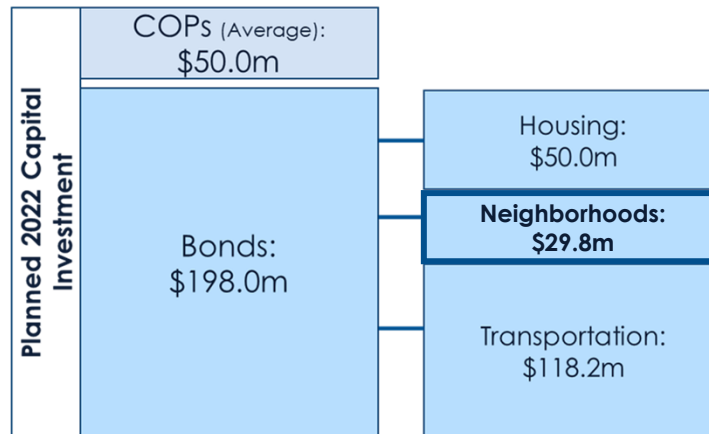 Planned 2022 Capital
Investment
COPs (Average):
$50.0m
Bonds:
$198.0m
Housing:
$50.0m
Neighborhoods:
$29.8m
Transportation:
$118.2m